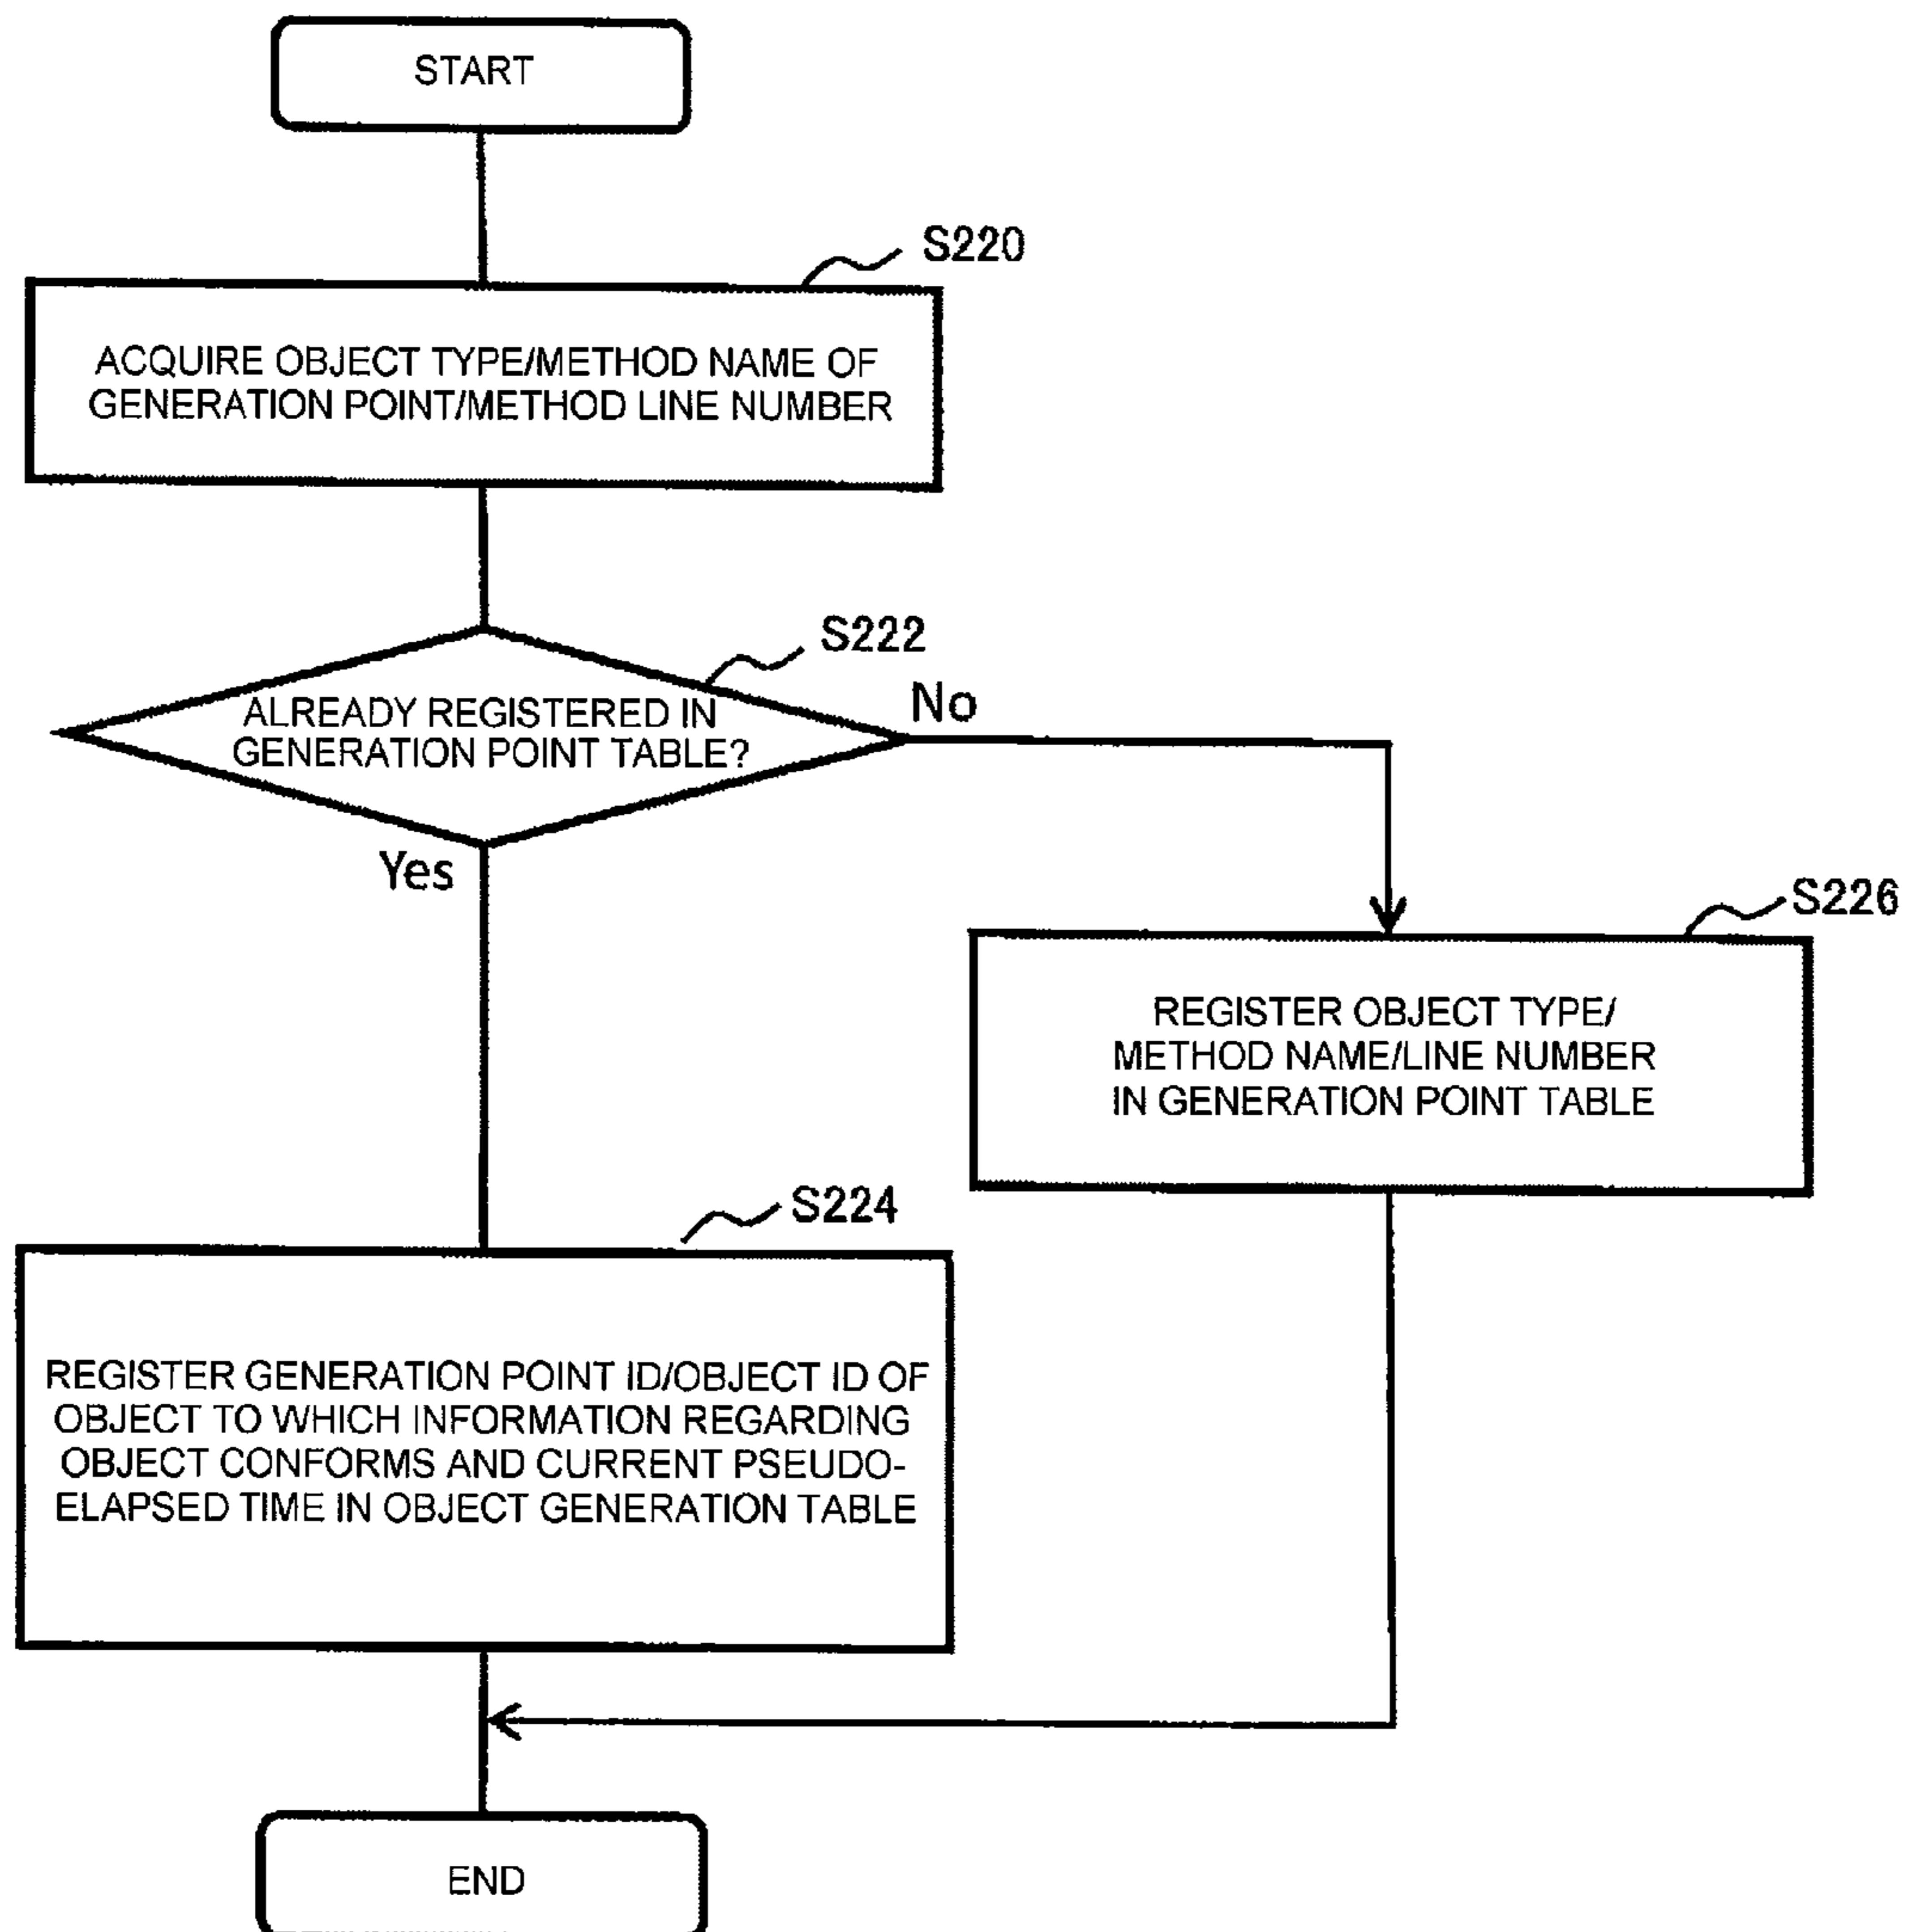 START
S220
ACQUIRE OBJECT TYPE/METHOD NAME OF
GENERATION POINT/METHOD LINE NUMBER
S222
ALREADY REGISTERED IN
GENERATION POINT TABLE?
No
Yes
S226
REGISTER OBJECT TYPE/
METHOD NAME/LINE NUMBER
IN GENERATION POINT TABLE
S224
REGISTER GENERATION POINT ID/OBJECT ID OF
OBJECT TO WHICH INFORMATION REGARDING
OBJECT CONFORMS AND CURRENT PSEUDO-
ELAPSED TIME IN OBJECT GENERATION TABLE
END